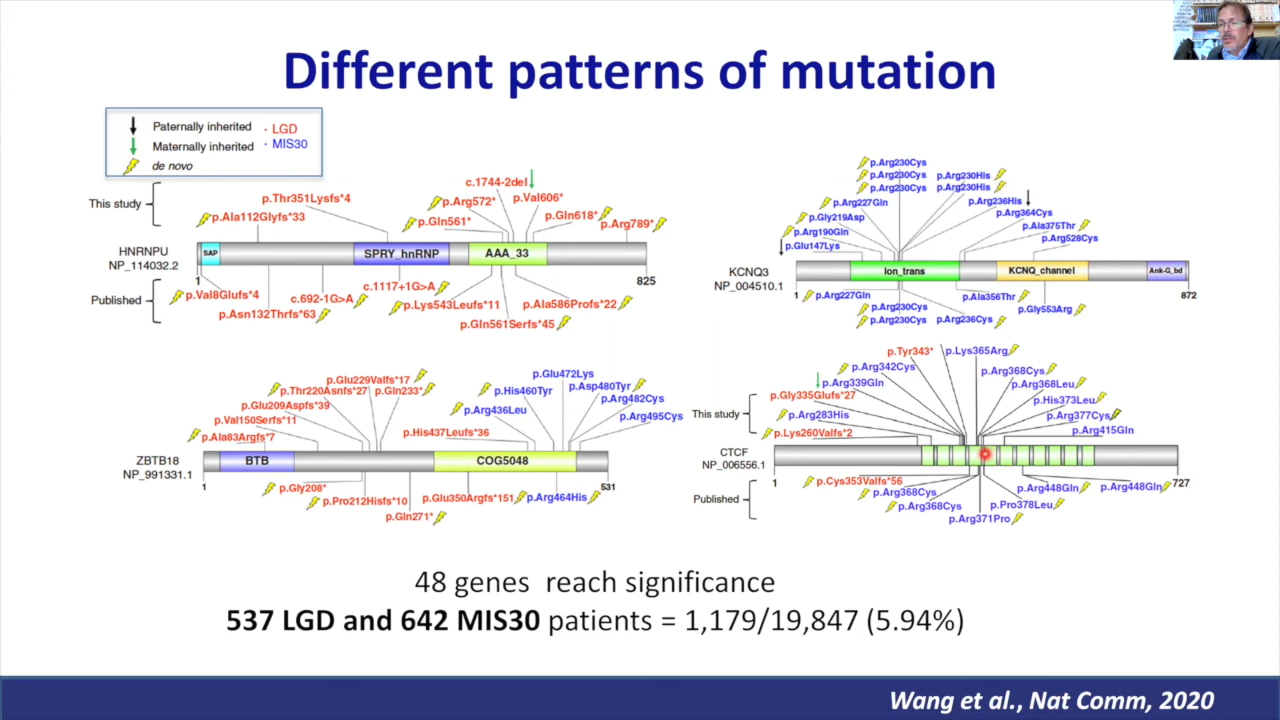 Different patterns of mutation
Paternally inherited
Maternally inherited
de novo
· LGD
· MIS30
This study
c.1744-2del
p.Thr351Lysfs*4
p.Arg572*
p.Val606*
p.Ala112Glyfs*33
p.Gln561*
p.Gln618*
p.Arg789*
HNRNPU
NP_114032.2
SAP
SPRY_hnRNP
AAA_33
1
825
Published
p.Val8Glufs*4
c.692-1G>A
c.1117+1G>A
p.Asn132Thrfs*63
p.Lys543Leufs*11
p.Ala586Profs*22
p.Gln561Serfs*45
p.Arg230Cys
p.Arg230Cys
p.Arg230His
p.Arg230Cys
p.Arg230His
p.Arg227Gln
p.Arg236His
p.Gly219Asp
p.Arg364Cys
p.Arg190Gln
p.Ala375Thr
p.Glu147Lys
p.Arg528Cys
KCNQ3
NP_004510.1
Ion_trans
KCNQ_channel
Ank-G_bd
1
872
p.Arg227Gln
p.Ala356Thr
p.Arg230Cys
p.Gly553Arg
p.Arg230Cys
p.Arg236Cys
p.Glu229Valfs*17
p.Glu472Lys
p.Thr220Asnfs*27
p.Gln233*
p.His460Tyr
p.Asp480Tyr
p.Glu209Aspfs*39
p.Arg436Leu
p.Arg482Cys
p.Val150Serfs*11
p.Arg495Cys
p.Ala83Argfs*7
p.His437Leufs*36
ZBTB18
NP_991331.1
BTB
COG5048
1
531
p.Gly208*
p.Pro212Hisfs*10
p.Glu350Argfs*151
p.Arg464His
p.Gln271*
p.Tyr343*
p.Lys365Arg
p.Arg342Cys
p.Arg368Cys
p.Arg339Gln
p.Arg368Leu
p.Gly335Glufs*27
p.His373Leu
This study
p.Arg283His
p.Arg377Cys
p.Lys260Valfs*2
p.Arg415Gln
CTCF
NP_006556.1
1
727
Published
p.Cys353Valfs*56
p.Arg368Cys
p.Arg448Gln
p.Arg448Gln
p.Arg368Cys
p.Pro378Leu
p.Arg371Pro
48 genes reach significance
537 LGD and 642 MIS30 patients = 1,179/19,847 (5.94%)
Wang et al., Nat Comm, 2020